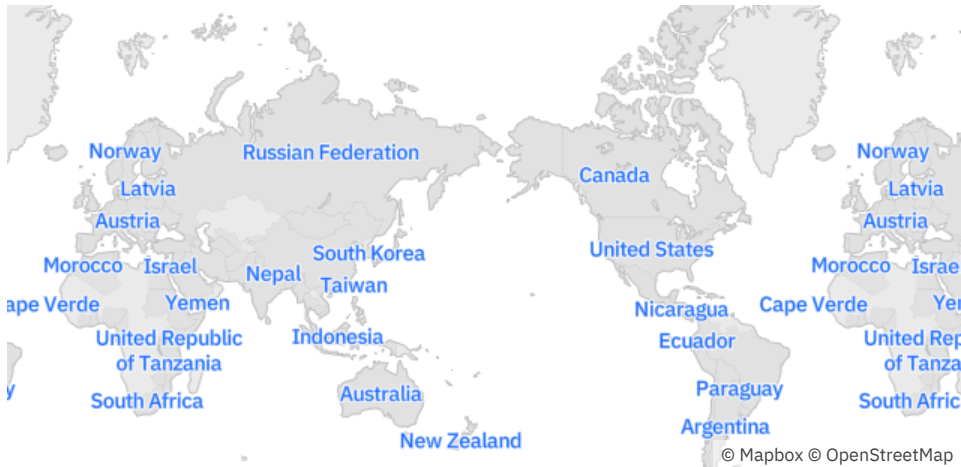 Norway
Russian Federation
Canada
Norway
Latvia
Latvia
Austria
Austria
South Korea
United States
Morocco
Israel
Nepal
Taiwan
Morocco
Israe
ape Verde
Yemen
Nicaragua
Cape Verde
Yer
United Republic
of Tanzania
Indonesia
Ecuador
United Rep
of Tanza
y
Australia
Paraguay
South Africa
South Afric
New Zealand
Argentina
© Mapbox © OpenStreetMap